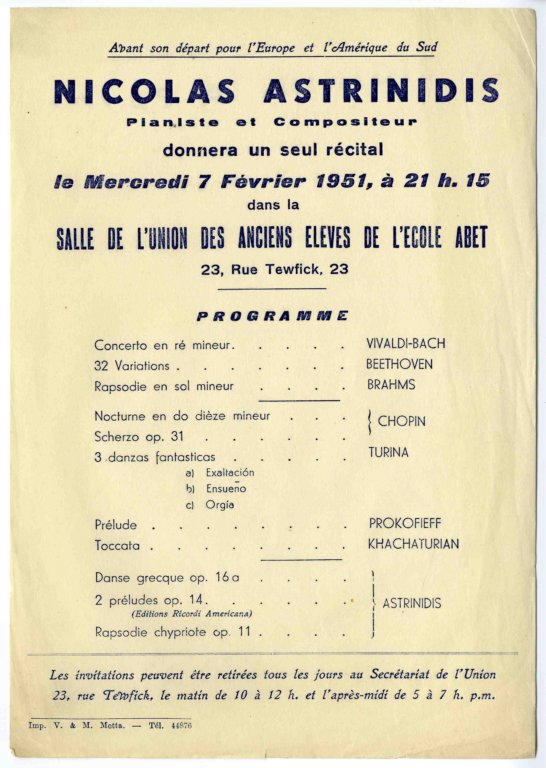 Avant son départ pour l'Europe et l'Amérique du Sud
NICOLAS ASTRINIDIS
Pianiste et Compositeur
donnera un seul récital
le Mercredi 7 Février 1951, à 21 h. 15
dans la
SALLE DE L'UNION DES ANCIENS ELEVES DE L'ECOLE ABET
23, Rue Tewfick, 23
PROGRAMME
Concerto en ré mineur. . . . . VIVALDI-BACH
32 Variations . . . . . BEETHOVEN
Rapsodie en sol mineur . . . . BRAHMS
Nocturne en do dièze mineur . . .
Scherzo op. 31 . . . . .
CHOPIN
3 danzas fantasticas . . . . TURINA
a) Exaltación
b) Ensueño
c) Orgía
Prélude . . . . . . PROKOFIEFF
Toccata . . . . . . KHACHATURIAN
Danse grecque op. 16 a . . . .
2 préludes op. 14. . . . .
(Editions Ricordi Americana)
Rapsodie chypriote op. 11 . . . .
ASTRINIDIS
Les invitations peuvent être retirées tous les jours au Secrétariat de l'Union
23, rue Tewfick, le matin de 10 à 12 h. et l'après-midi de 5 à 7 h. p.m.
Imp. V. & M. Motta. — Tél. 44876